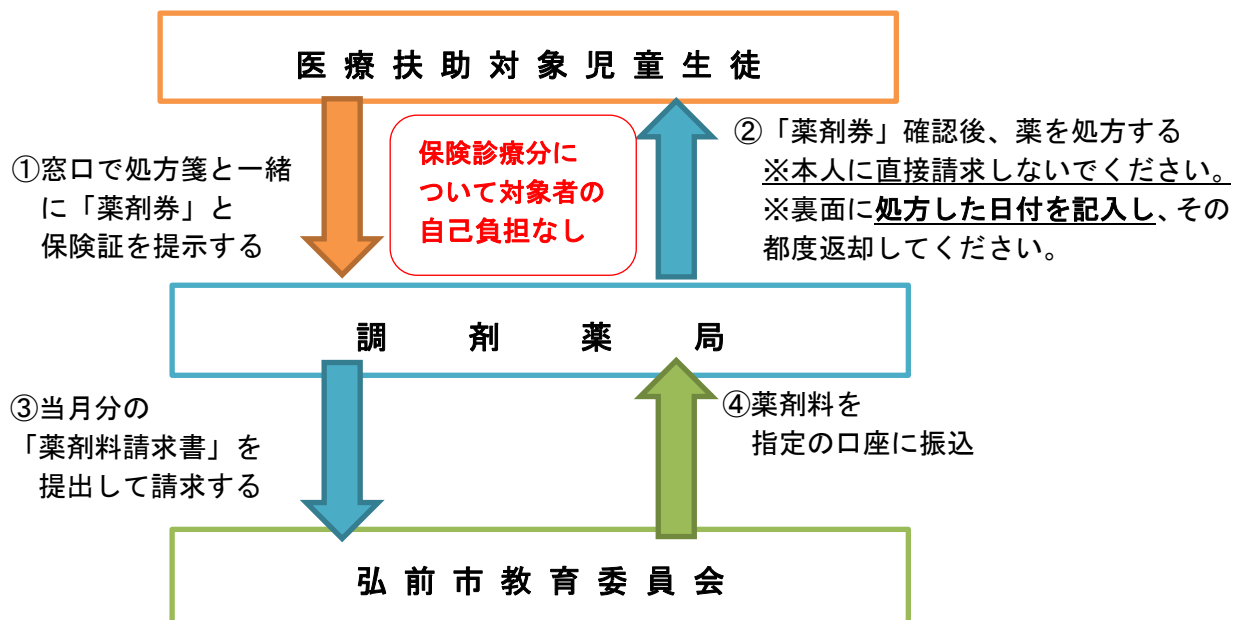 医療扶助対象児童生徒
①窓口で処方箋と一緒
に「薬剤券」と
保険証を提示する
保険診療分に
ついて対象者の
自己負担なし
②「薬剤券」確認後、薬を処方する
※本人に直接請求しないでください。
※裏面に処方した日付を記入し、その
都度返却してください。
調剤薬局
③当月分の
「薬剤料請求書」を
提出して請求する
④薬剤料を
指定の口座に振込
弘前市教育委員会